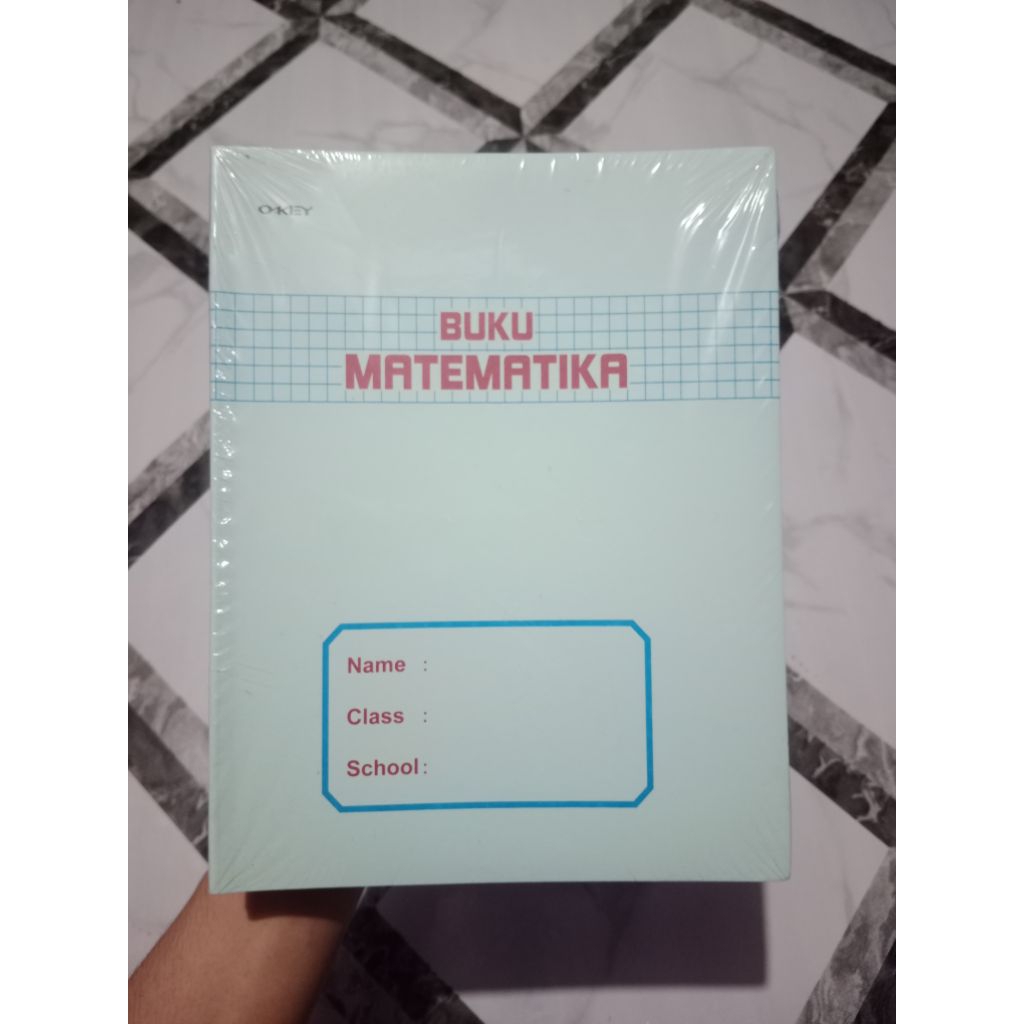 O-KEY
BUKU
MATEMATIKA
Name :
Class :
School :